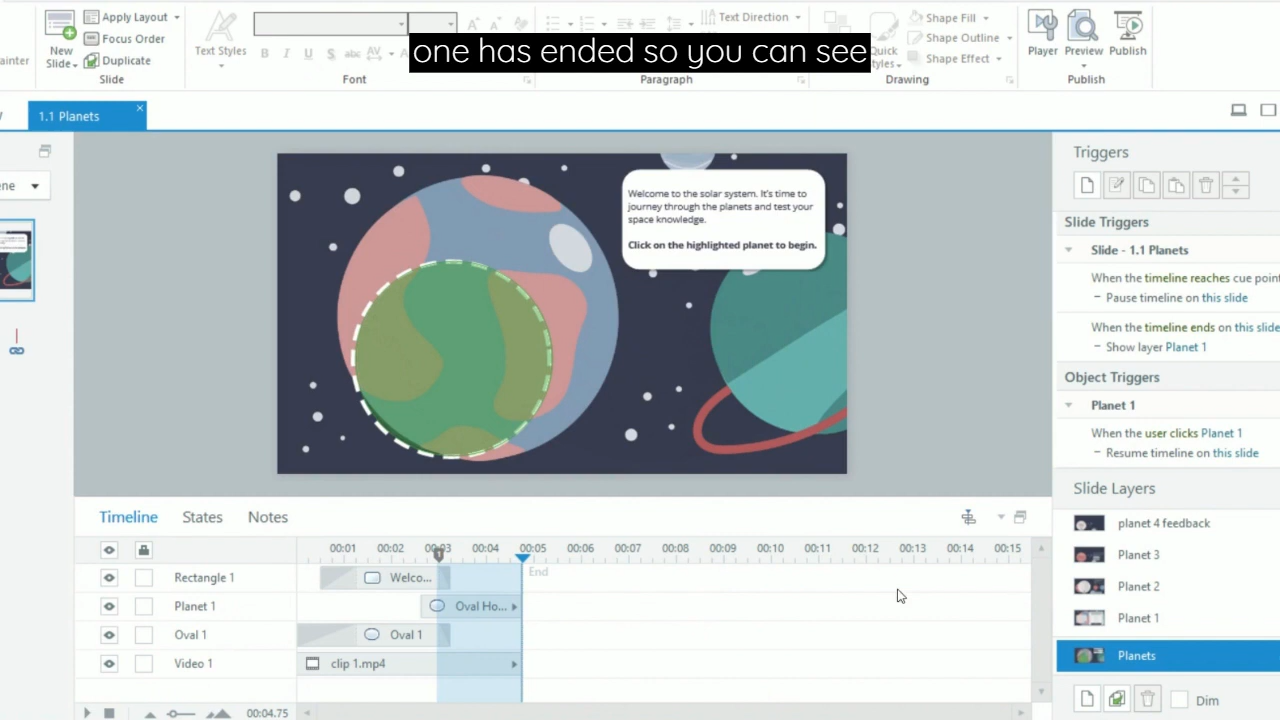 Apply Layout
Text Direction
Shape Fill
Focus Order
Shape Outline
ainter
New
Slide
Text Styles
Quick
Player
Preview
Publish
Duplicate
B I U S abc AV
Shape Effect
Slide
Font
Paragraph
Drawing
Publish
one has ended so you can see
1.1 Planets
Triggers
ene
Slide Triggers
Slide - 1.1 Planets
When the timeline reaches cue point
– Pause timeline on this slide
When the timeline ends on this slide
– Show layer Planet 1
Object Triggers
Planet 1
When the user clicks Planet 1
– Resume timeline on this slide
Welcome to the solar system. It's time to
journey through the planets and test your
space knowledge.
Click on the highlighted planet to begin.
Slide Layers
planet 4 feedback
Planet 3
Planet 2
Planet 1
Planets
Dim
Timeline States Notes
00:01 00:02 00:03 00:04 00:05 00:06 00:07 00:08 00:09 00:10 00:11 00:12 00:13 00:14 00:15
1
End
Rectangle 1 Welco...
Planet 1 Oval Ho...
Oval 1 Oval 1
Video 1 clip 1.mp4
00:04.75